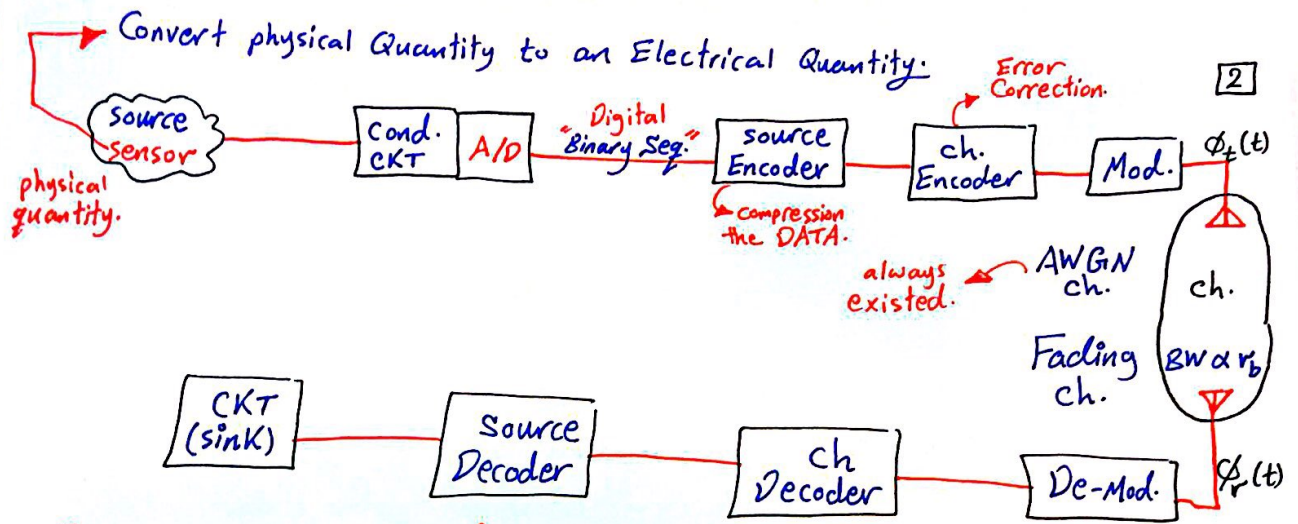 Convert physical Quantity to an Electrical Quantity.
Error
Correction.
2
source
sensor
physical
quantity.
Cond.
CKT
A/D
Digital
"Binary Seq."
source
Encoder
compression
the DATA.
ch.
Encoder
Mod.
ϕt(t)
always
existed.
AWGN
ch.
Fading
ch.
ch.
BW α rb
CKT
(sink)
Source
Decoder
ch
Decoder
De-Mod.
ϕr(t)